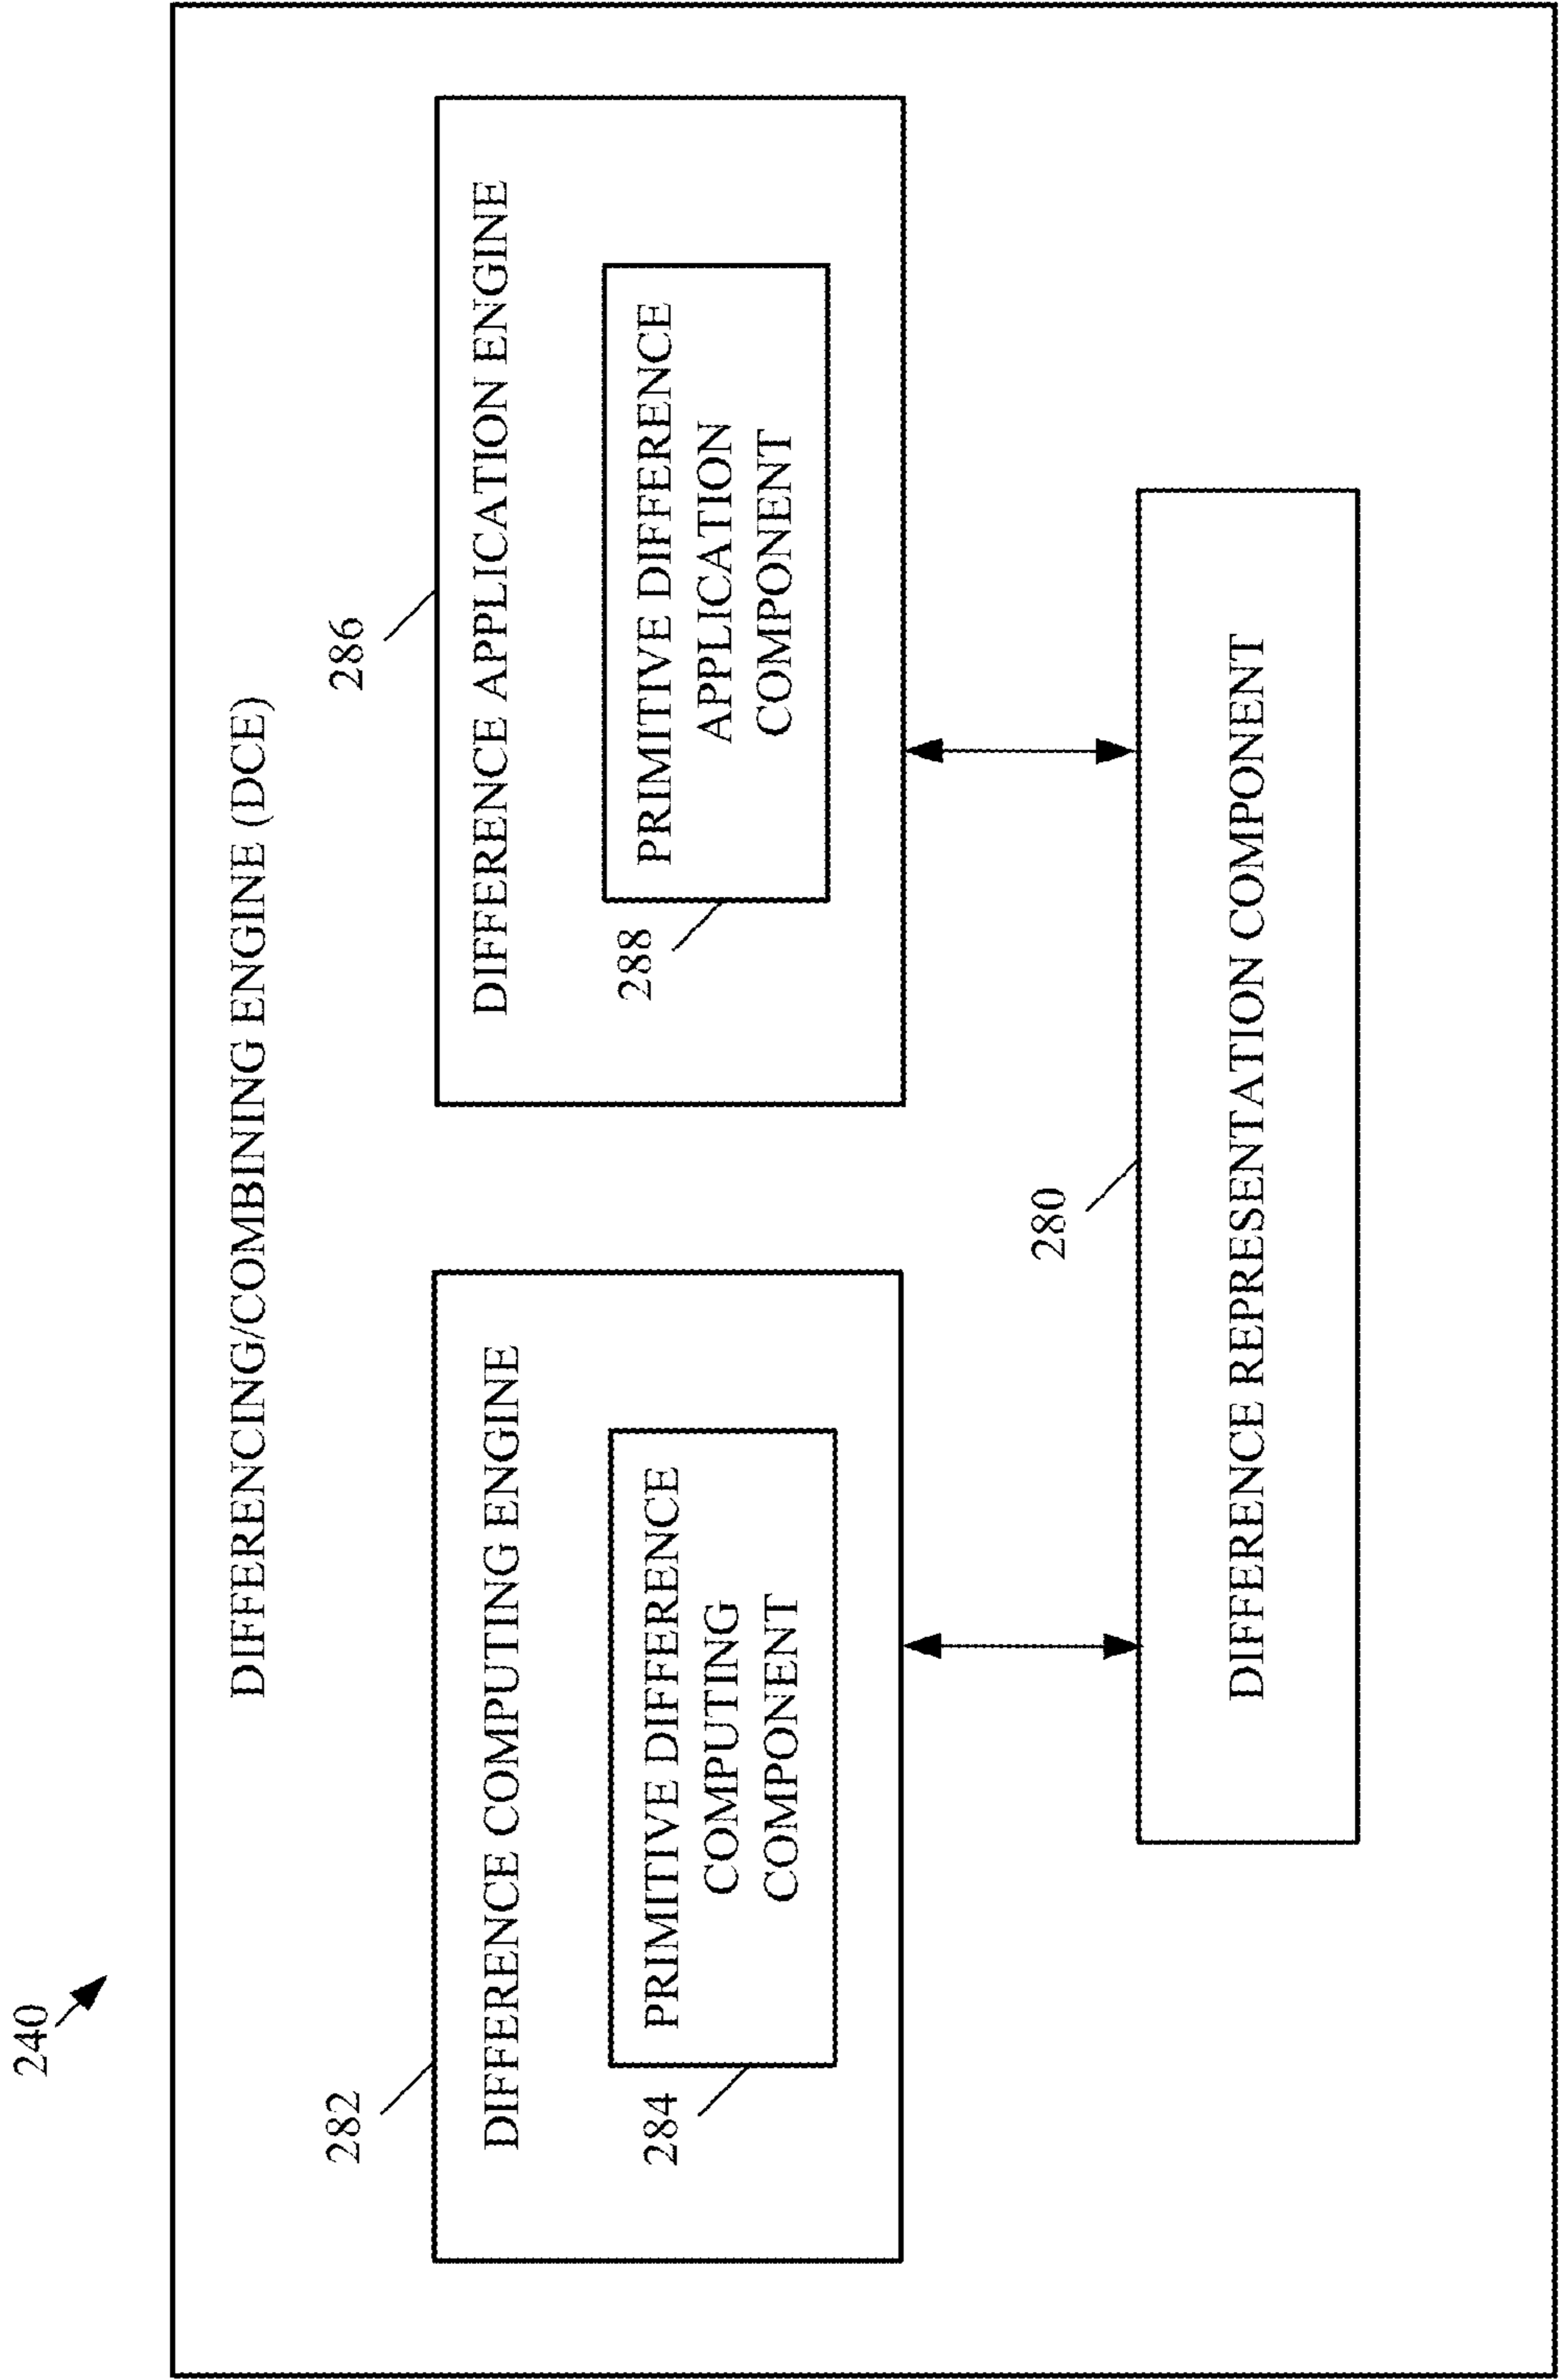 240
DIFFERENCING/COMBINING ENGINE (DCE)
282
DIFFERENCE COMPUTING ENGINE
284
PRIMITIVE DIFFERENCE
COMPUTING
COMPONENT
286
DIFFERENCE APPLICATION ENGINE
288
PRIMITIVE DIFFERENCE
APPLICATION
COMPONENT
280
DIFFERENCE REPRESENTATION COMPONENT